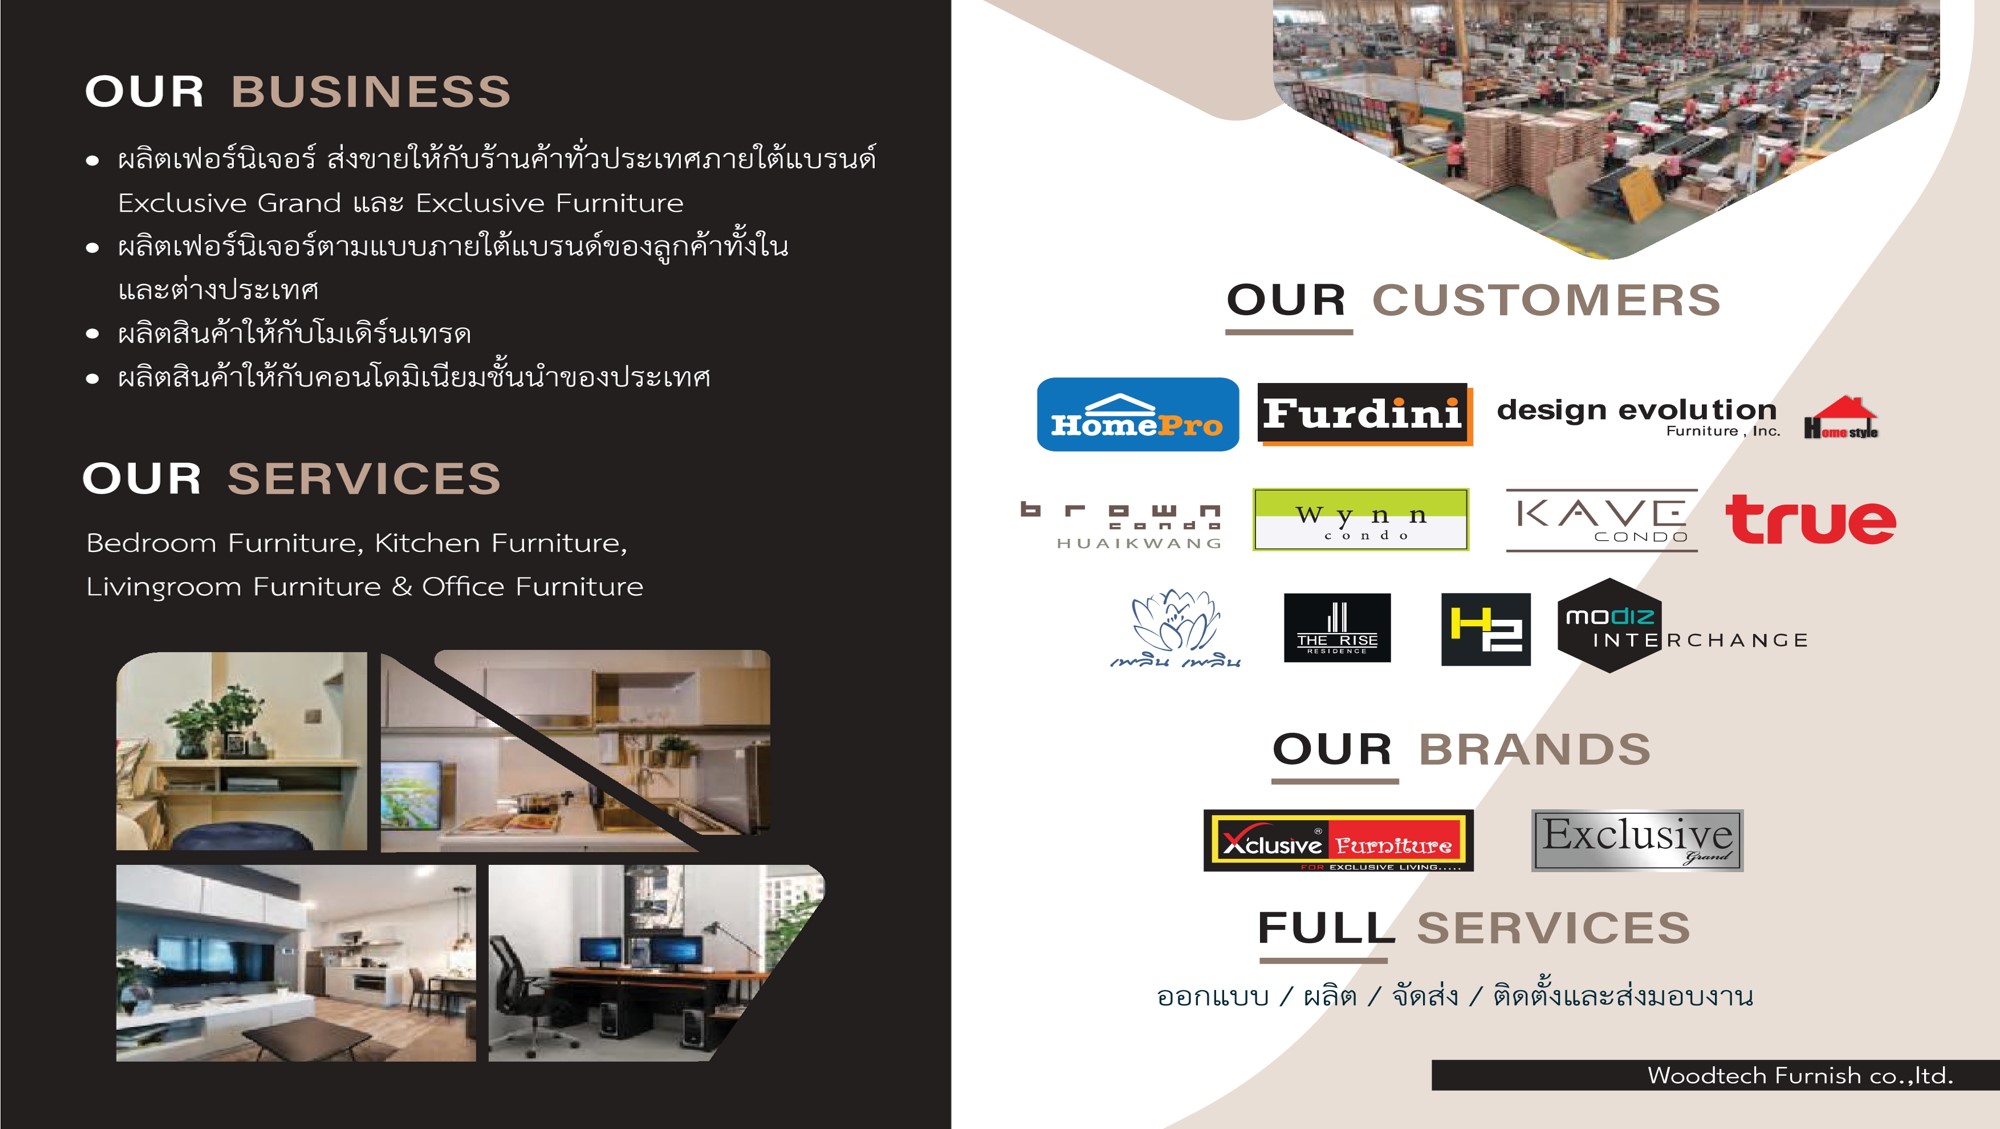 OUR BUSINESS
• ผลิตเฟอร์นิเจอร์ ส่งขายให้กับร้านค้าทั่วประเทศภายใต้แบรนด์
Exclusive Grand และ Exclusive Furniture
• ผลิตเฟอร์นิเจอร์ตามแบบภายใต้แบรนด์ของลูกค้าทั้งใน
และต่างประเทศ
• ผลิตสินค้าให้กับโมเดิร์นเทรด
• ผลิตสินค้าให้กับคอนโดมิเนียมชั้นนำของประเทศ
OUR SERVICES
Bedroom Furniture, Kitchen Furniture,
Livingroom Furniture & Office Furniture
OUR CUSTOMERS
HomePro
Furdini
design evolution
Furniture, Inc.
Home style
brown
condo
HUAIKWANG
Wynn
condo
KAVE
CONDO
true
เพลิน เพลิน
THE RISE
RESIDENCE
H2
modiz
INTERCHANGE
OUR BRANDS
X'clusive® Furniture
FOR EXCLUSIVE LIVING.....
Exclusive
Grand
FULL SERVICES
ออกแบบ / ผลิต / จัดส่ง / ติดตั้งและส่งมอบงาน
Woodtech Furnish co.,ltd.